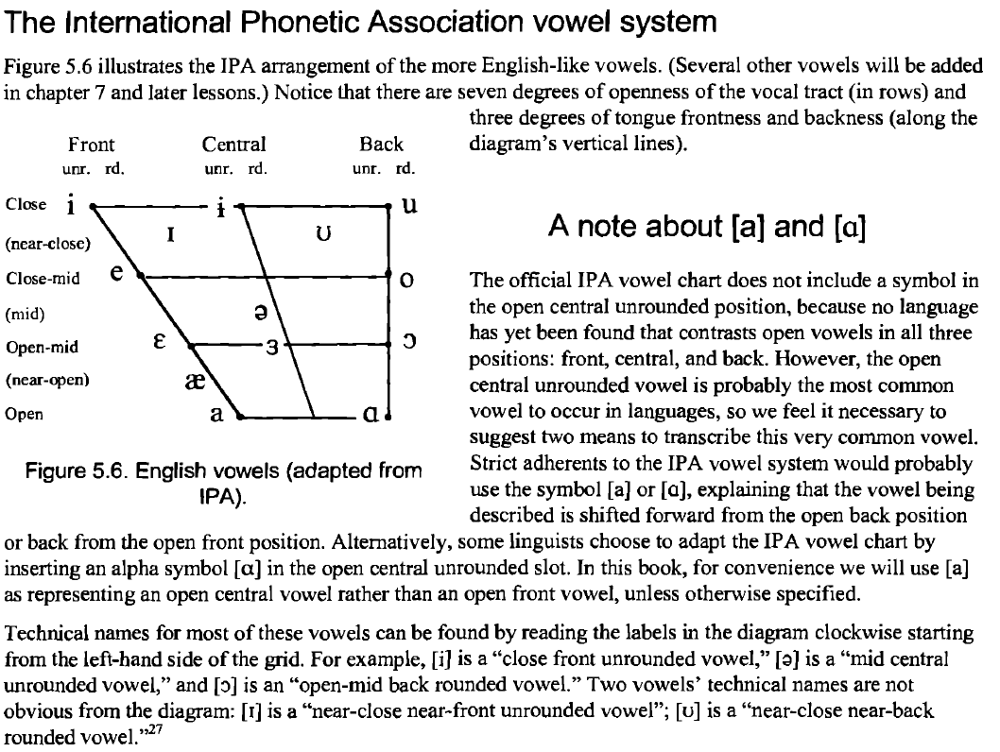 The International Phonetic Association vowel system
Figure 5.6 illustrates the IPA arrangement of the more English-like vowels. (Several other vowels will be added
in chapter 7 and later lessons.) Notice that there are seven degrees of openness of the vocal tract (in rows) and
three degrees of tongue frontness and backness (along the
diagram's vertical lines).
Front Central Back
unr. rd. unr. rd. unr. rd.
Close i ɨ u
(near-close) ɪ ʊ
Close-mid e o
(mid) ə
Open-mid ɛ ɜ ɔ
(near-open) æ
Open a ɑ
Figure 5.6. English vowels (adapted from
IPA).
A note about [a] and [ɑ]
The official IPA vowel chart does not include a symbol in
the open central unrounded position, because no language
has yet been found that contrasts open vowels in all three
positions: front, central, and back. However, the open
central unrounded vowel is probably the most common
vowel to occur in languages, so we feel it necessary to
suggest two means to transcribe this very common vowel.
Strict adherents to the IPA vowel system would probably
use the symbol [a] or [ɑ], explaining that the vowel being
described is shifted forward from the open back position
or back from the open front position. Alternatively, some linguists choose to adapt the IPA vowel chart by
inserting an alpha symbol [α] in the open central unrounded slot. In this book, for convenience we will use [a]
as representing an open central vowel rather than an open front vowel, unless otherwise specified.
Technical names for most of these vowels can be found by reading the labels in the diagram clockwise starting
from the left-hand side of the grid. For example, [i] is a “close front unrounded vowel,” [ə] is a “mid central
unrounded vowel,” and [ɔ] is an “open-mid back rounded vowel.” Two vowels' technical names are not
obvious from the diagram: [ɪ] is a “near-close near-front unrounded vowel”; [ʊ] is a “near-close near-back
rounded vowel.”27